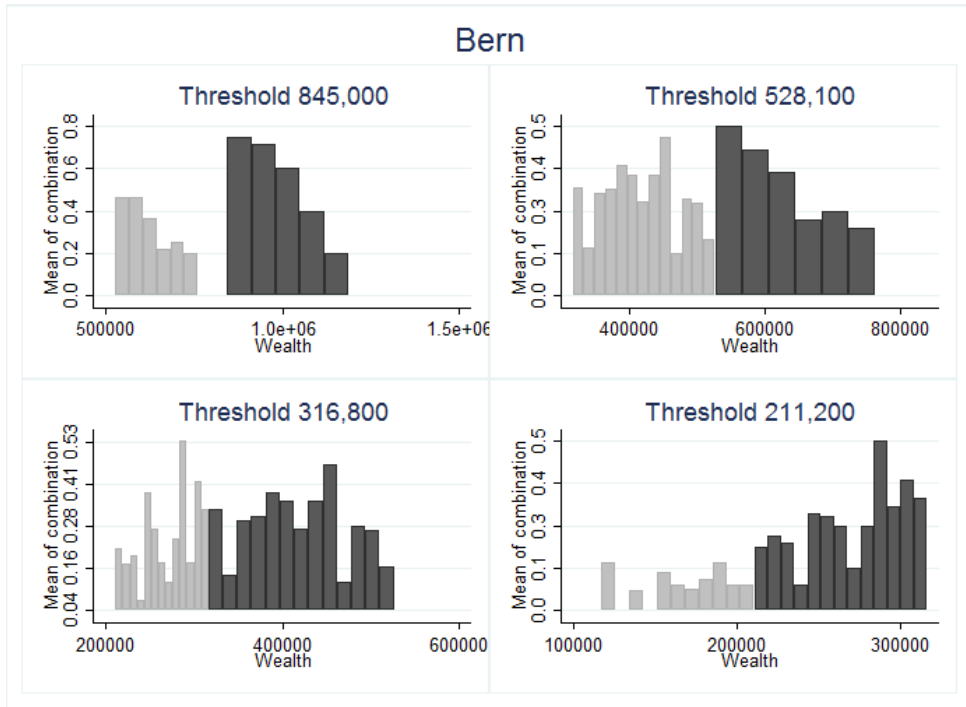 Bern
Threshold 845,000
Mean of combination
0.8
0.6
0.4
0.2
0.0
500000 1.0e+06 1.5e+06
Wealth
Threshold 528,100
Mean of combination
0.5
0.4
0.3
0.1
0.0
400000 600000 800000
Wealth
Threshold 316,800
Mean of combination
0.53
0.41
0.28
0.16
0.04
200000 400000 600000
Wealth
Threshold 211,200
Mean of combination
0.5
0.4
0.3
0.1
0.0
100000 200000 300000
Wealth